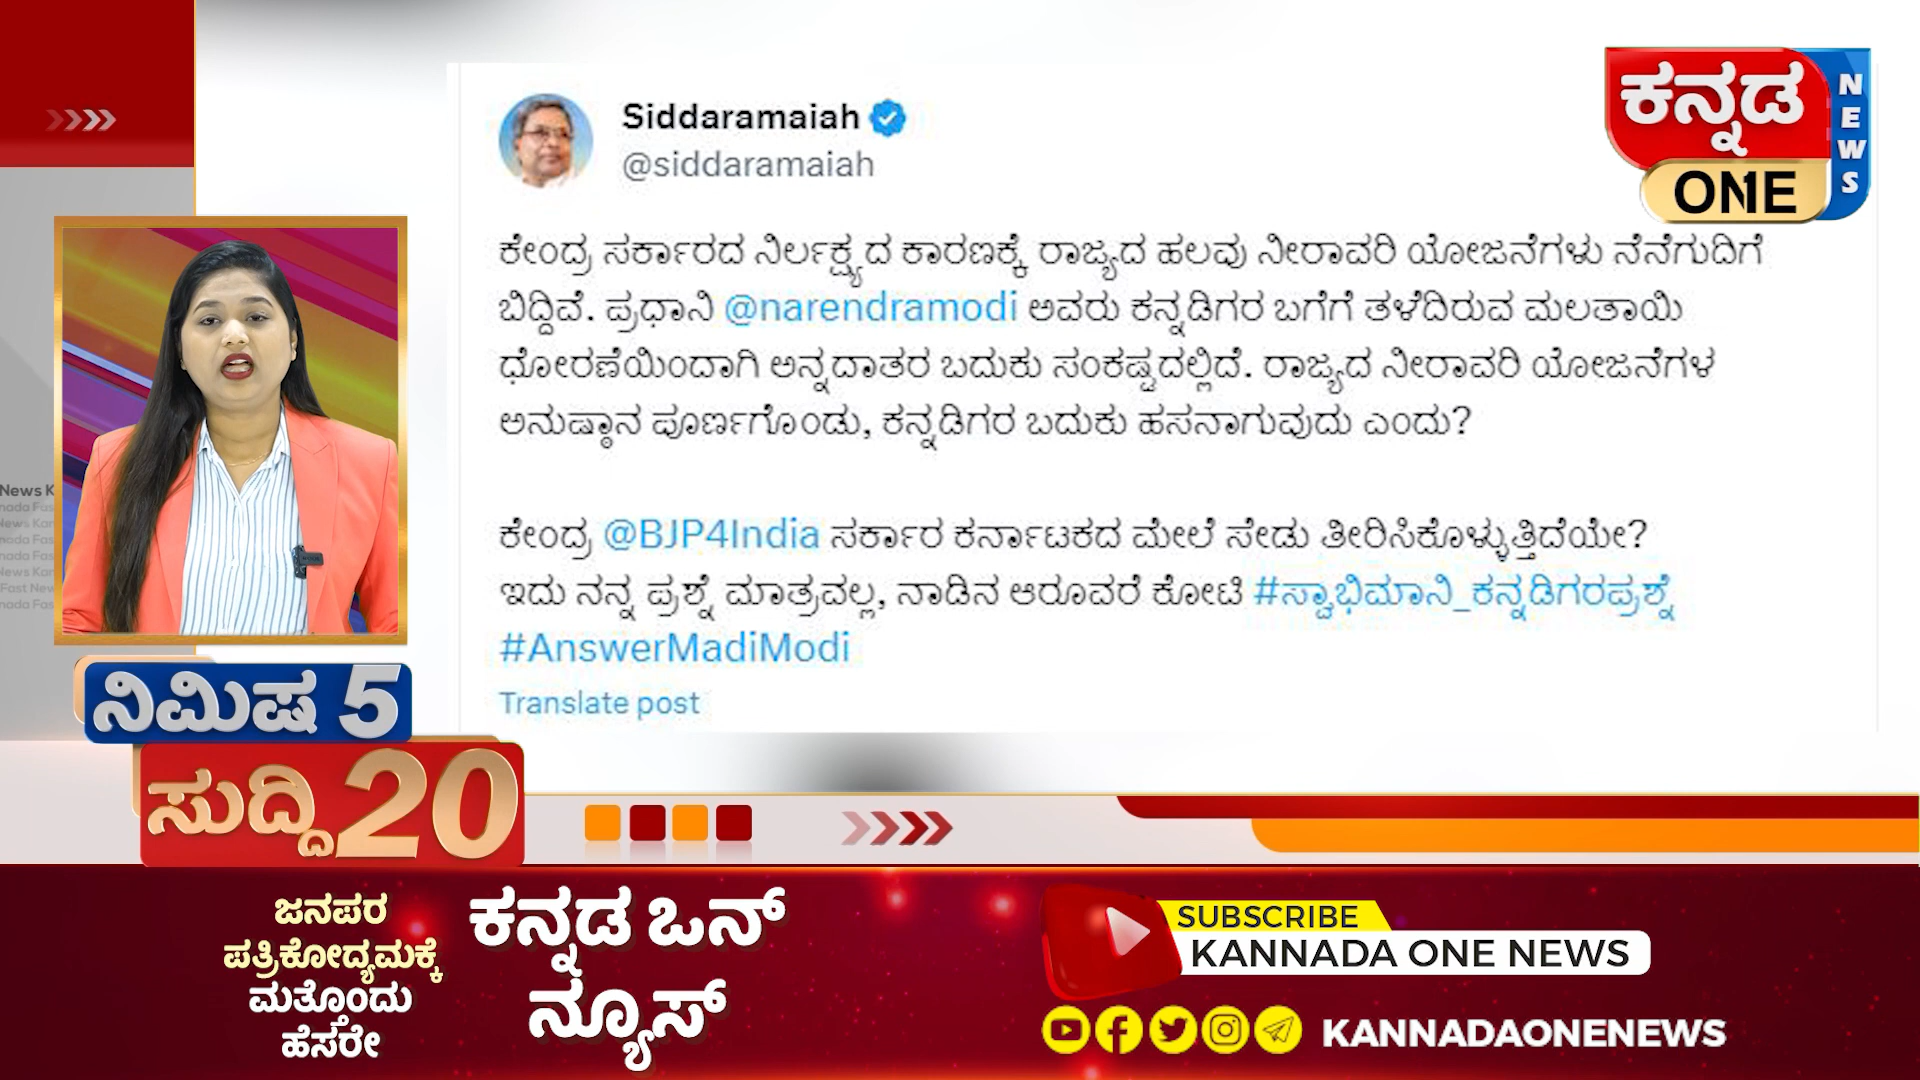 ಕನ್ನಡ
ONE
NEWS
Siddaramaiah
@siddaramaiah
ಕೇಂದ್ರ ಸರ್ಕಾರದ ನಿರ್ಲಕ್ಷ್ಯದ ಕಾರಣಕ್ಕೆ ರಾಜ್ಯದ ಹಲವು ನೀರಾವರಿ ಯೋಜನೆಗಳು ನೆನೆಗುದಿಗೆ
ಬಿದ್ದಿವೆ. ಪ್ರಧಾನಿ @narendramodi ಅವರು ಕನ್ನಡಿಗರ ಬಗೆಗೆ ತಳೆದಿರುವ ಮಲತಾಯಿ
ಧೋರಣೆಯಿಂದಾಗಿ ಅನ್ನದಾತರ ಬದುಕು ಸಂಕಷ್ಟದಲ್ಲಿದೆ. ರಾಜ್ಯದ ನೀರಾವರಿ ಯೋಜನೆಗಳ
ಅನುಷ್ಠಾನ ಪೂರ್ಣಗೊಂಡು, ಕನ್ನಡಿಗರ ಬದುಕು ಹಸನಾಗುವುದು ಎಂದು?
ಕೇಂದ್ರ @BJP4India ಸರ್ಕಾರ ಕರ್ನಾಟಕದ ಮೇಲೆ ಸೇಡು ತೀರಿಸಿಕೊಳ್ಳುತ್ತಿದೆಯೇ?
ಇದು ನನ್ನ ಪ್ರಶ್ನೆ ಮಾತ್ರವಲ್ಲ, ನಾಡಿನ ಆರೂವರೆ ಕೋಟಿ #ಸ್ವಾಭಿಮಾನಿ_ಕನ್ನಡಿಗರಪ್ರಶ್ನೆ
#AnswerMadiModi
Translate post
News K
ನಿಮಿಷ 5
ಸುದ್ದಿ 20
ಜನಪರ
ಪತ್ರಿಕೋದ್ಯಮಕ್ಕೆ
ಮತ್ತೊಂದು
ಹೆಸರೇ
ಕನ್ನಡ ಒನ್
ನ್ಯೂಸ್
SUBSCRIBE
KANNADA ONE NEWS
KANNADAONENEWS